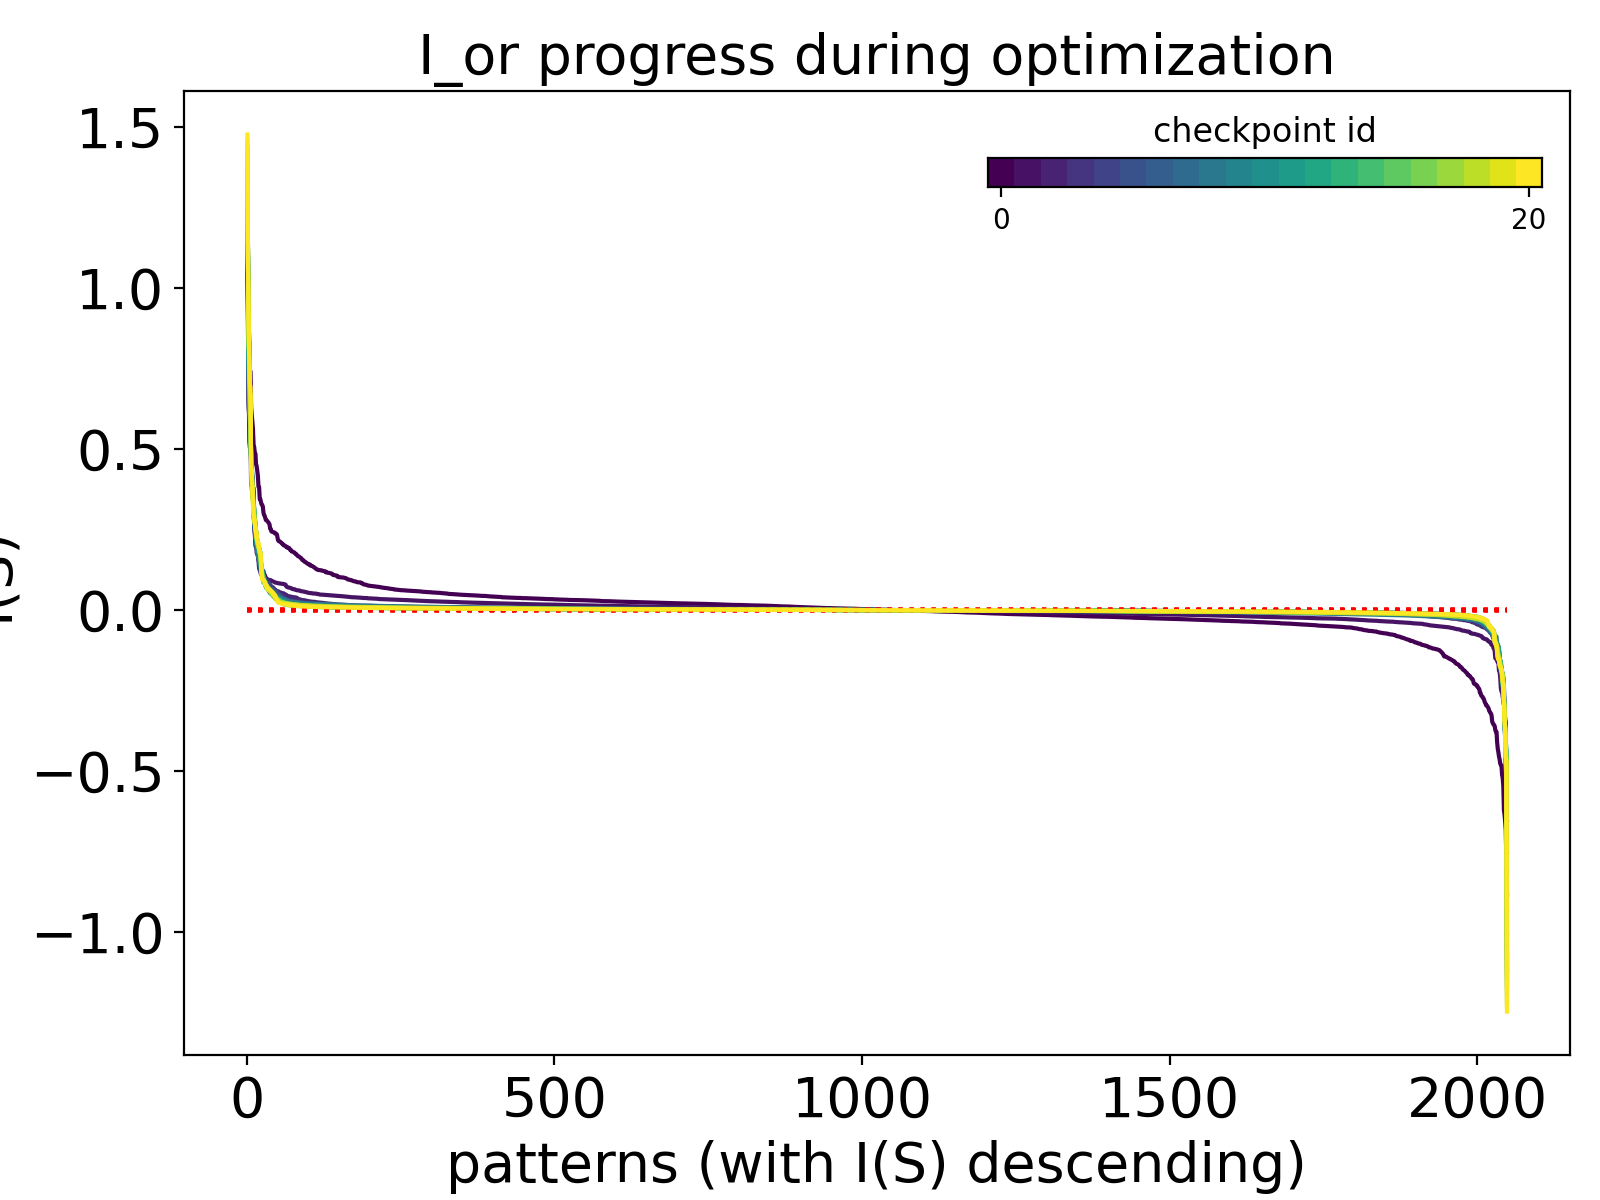 I_or progress during optimization
checkpoint id
0 20
1.5
1.0
0.5
0.0
−0.5
−1.0
0 500 1000 1500 2000
patterns (with I(S) descending)